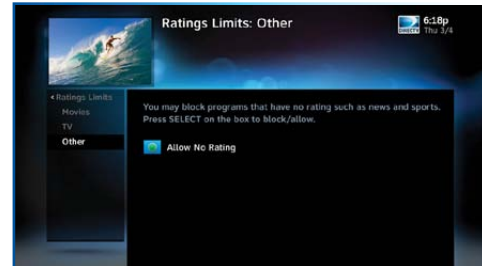 Ratings Limits: Other
DIRECTV
6:18p
Thu 3/4
Ratings Limits
Movies
TV
Other
You may block programs that have no rating such as news and sports.
Press SELECT on the box to block/allow.
Allow No Rating